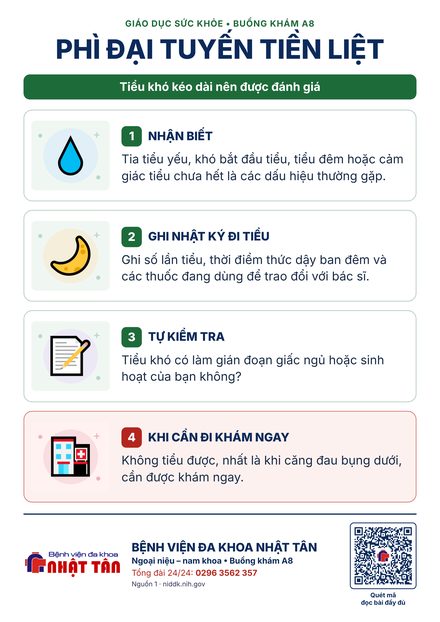 GIÁO DỤC SỨC KHỎE • BUỒNG KHÁM A8
PHÌ ĐẠI TUYẾN TIỀN LIỆT
Tiểu khó kéo dài nên được đánh giá
1 NHẬN BIẾT
Tia tiểu yếu, khó bắt đầu tiểu, tiểu đêm hoặc cảm
giác tiểu chưa hết là các dấu hiệu thường gặp.
2 GHI NHẬT KÝ ĐI TIỂU
Ghi số lần tiểu, thời điểm thức dậy ban đêm và
các thuốc đang dùng để trao đổi với bác sĩ.
3 TỰ KIỂM TRA
Tiểu khó có làm gián đoạn giấc ngủ hoặc sinh
hoạt của bạn không?
4 KHI CẦN ĐI KHÁM NGAY
Không tiểu được, nhất là khi căng đau bụng dưới,
cần được khám ngay.
Bệnh viện đa khoa
NHẬT TÂN
BỆNH VIỆN ĐA KHOA NHẬT TÂN
Ngoại niệu – nam khoa • Buồng khám A8
Tổng đài 24/24: 0296 3562 357
Nguồn 1 · niddk.nih.gov
Quét mã
đọc bài đầy đủ